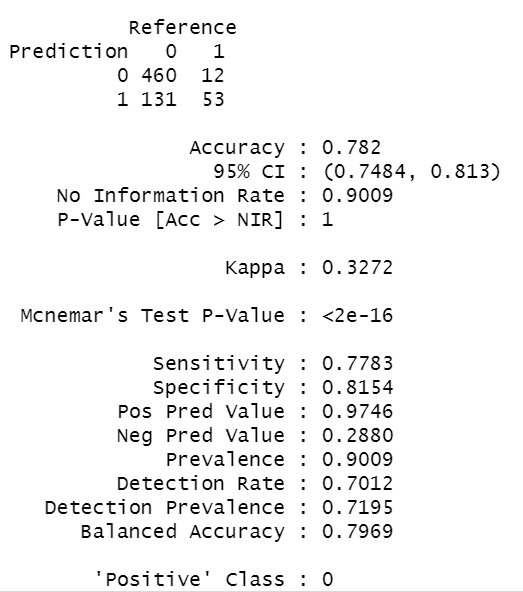 Reference
Prediction 0 1
0 460 12
1 131 53
Accuracy : 0.782
95% CI : (0.7484, 0.813)
No Information Rate : 0.9009
P-Value [Acc > NIR] : 1
Kappa : 0.3272
Mcnemar's Test P-Value : <2e-16
Sensitivity : 0.7783
Specificity : 0.8154
Pos Pred Value : 0.9746
Neg Pred Value : 0.2880
Prevalence : 0.9009
Detection Rate : 0.7012
Detection Prevalence : 0.7195
Balanced Accuracy : 0.7969
'Positive' Class : 0